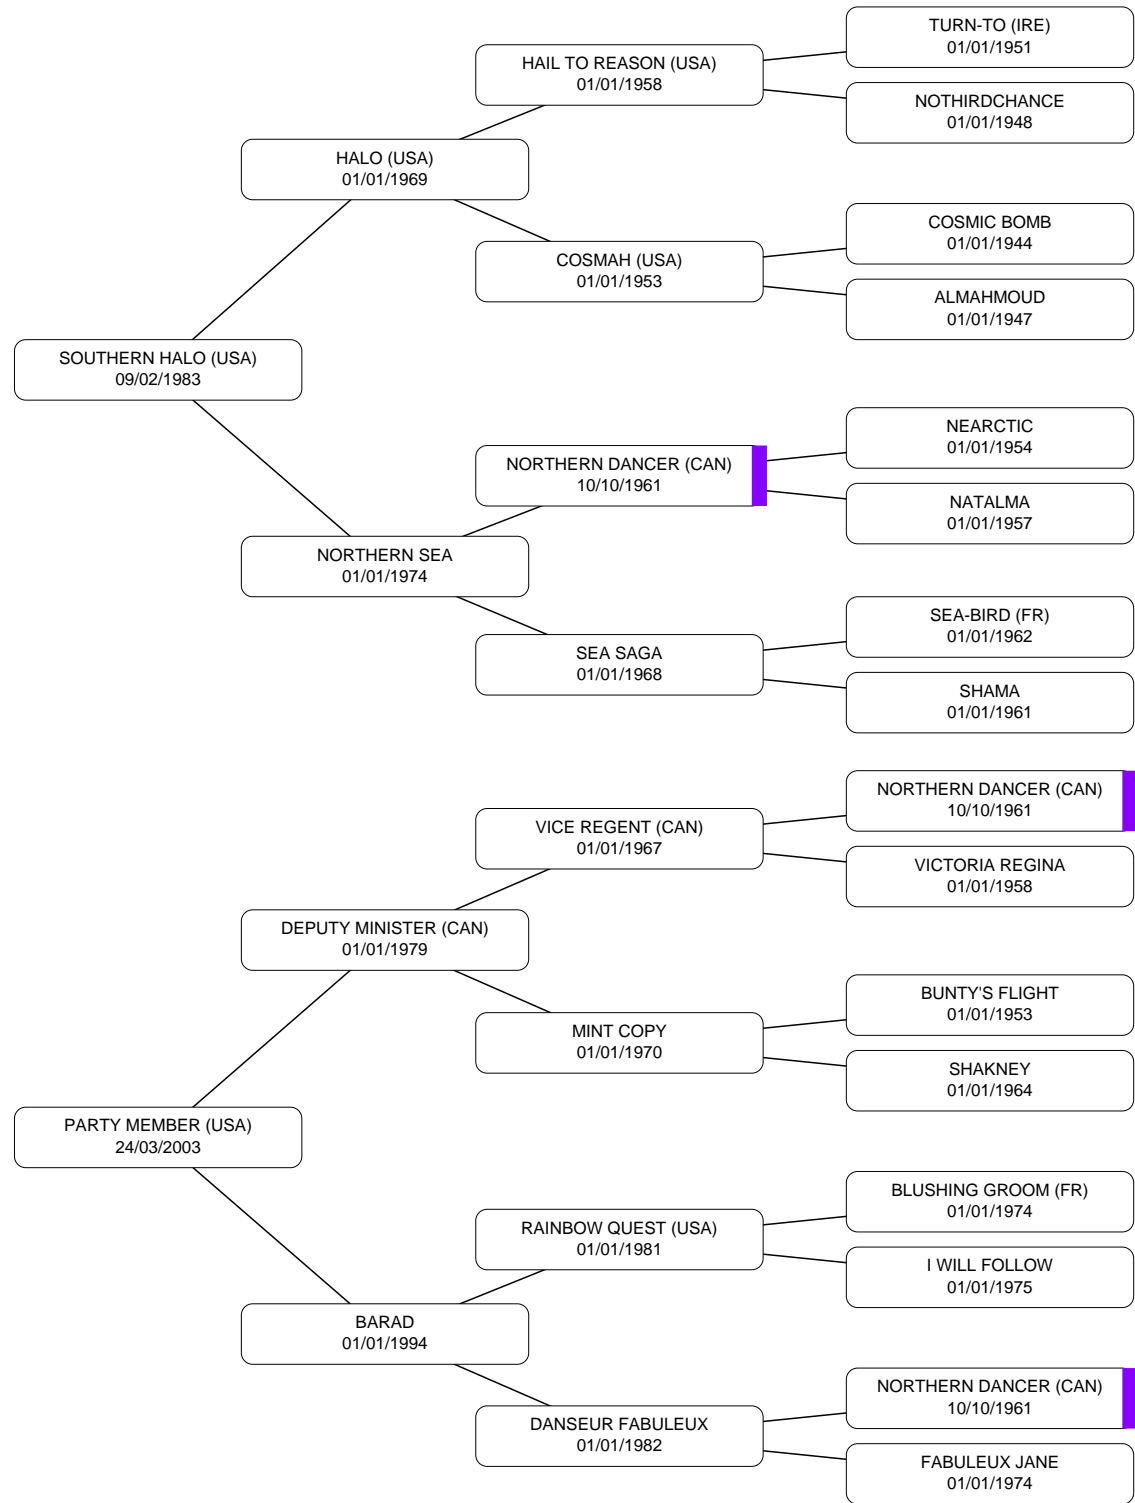 TURN-TO (IRE)
01/01/1951
HAIL TO REASON (USA)
01/01/1958
NOTHIRDCHANCE
01/01/1948
HALO (USA)
01/01/1969
COSMIC BOMB
01/01/1944
COSMAH (USA)
01/01/1953
ALMAHMOUD
01/01/1947
SOUTHERN HALO (USA)
09/02/1983
NEARCTIC
01/01/1954
NORTHERN DANCER (CAN)
10/10/1961
NATALMA
01/01/1957
NORTHERN SEA
01/01/1974
SEA-BIRD (FR)
01/01/1962
SEA SAGA
01/01/1968
SHAMA
01/01/1961
NORTHERN DANCER (CAN)
10/10/1961
VICE REGENT (CAN)
01/01/1967
VICTORIA REGINA
01/01/1958
DEPUTY MINISTER (CAN)
01/01/1979
BUNTY'S FLIGHT
01/01/1953
MINT COPY
01/01/1970
SHAKNEY
01/01/1964
PARTY MEMBER (USA)
24/03/2003
BLUSHING GROOM (FR)
01/01/1974
RAINBOW QUEST (USA)
01/01/1981
I WILL FOLLOW
01/01/1975
BARAD
01/01/1994
NORTHERN DANCER (CAN)
10/10/1961
DANSEUR FABULEUX
01/01/1982
FABULEUX JANE
01/01/1974